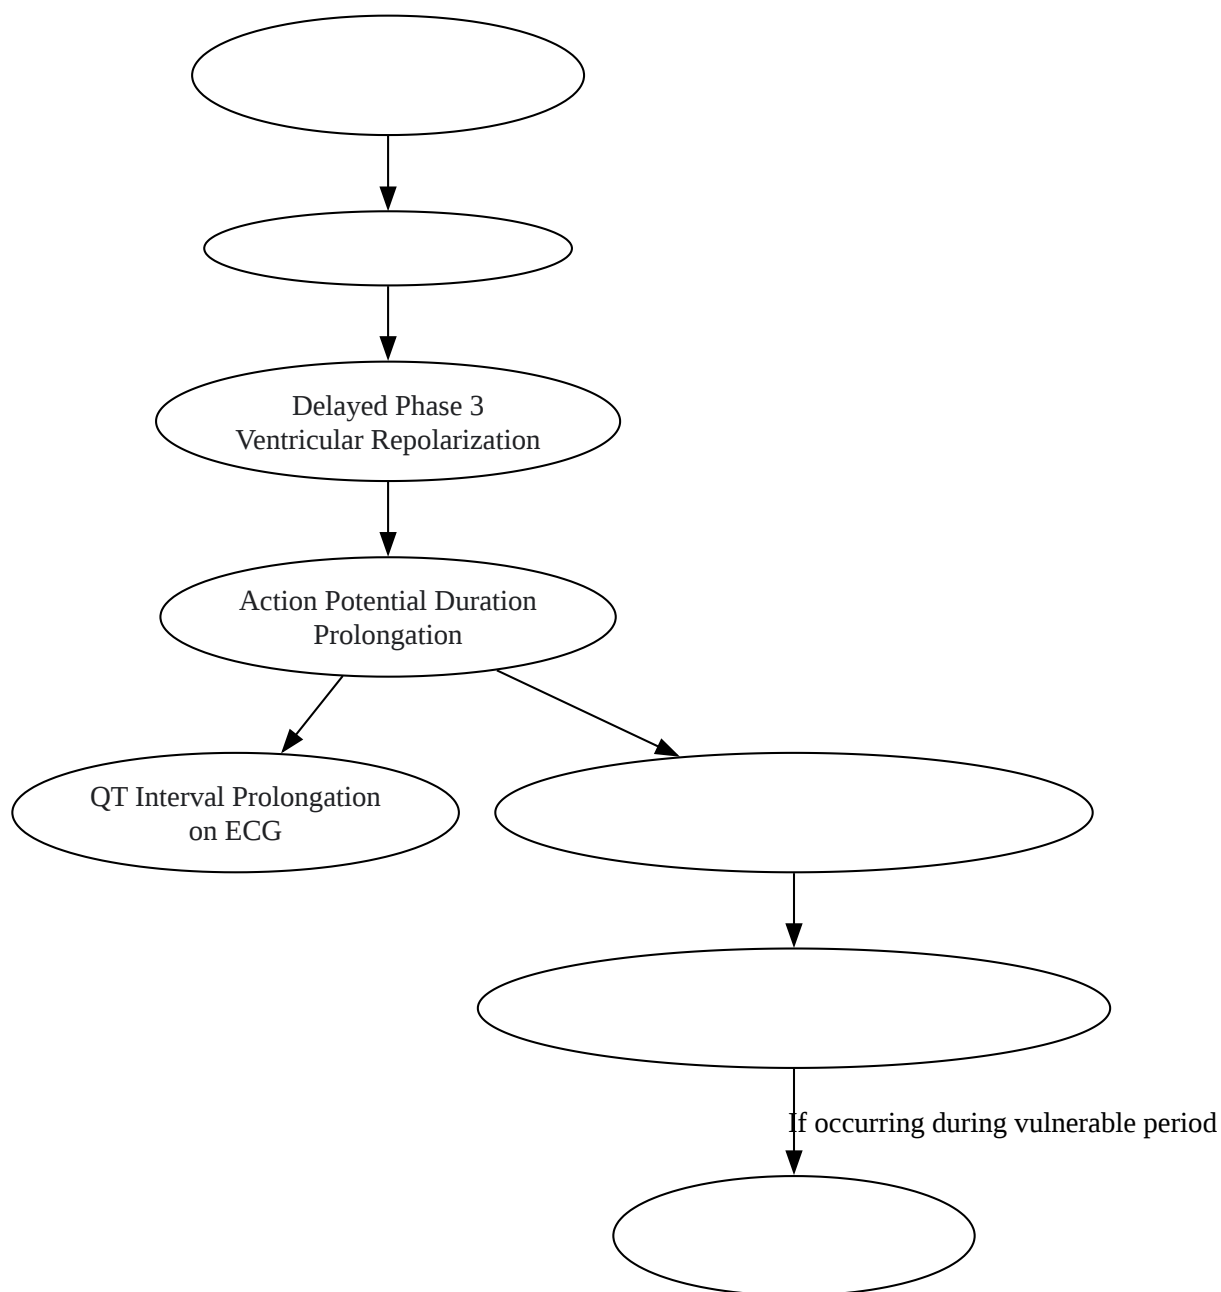 Delayed Phase 3
Ventricular Repolarization
Action Potential Duration
Prolongation
QT Interval Prolongation
on ECG
If occurring during vulnerable period